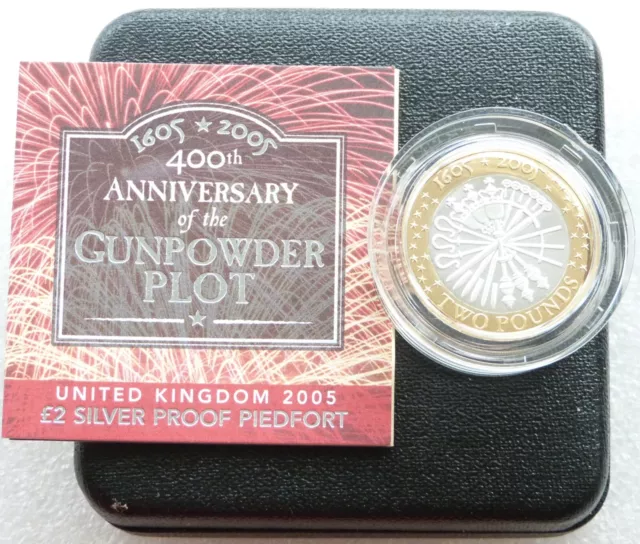 1605 ★ 2005
400th
ANNIVERSARY
of the
GUNPOWDER
PLOT
UNITED KINGDOM 2005
£2 SILVER PROOF PIEDFORT
1605 ★ 2005
TWO POUNDS